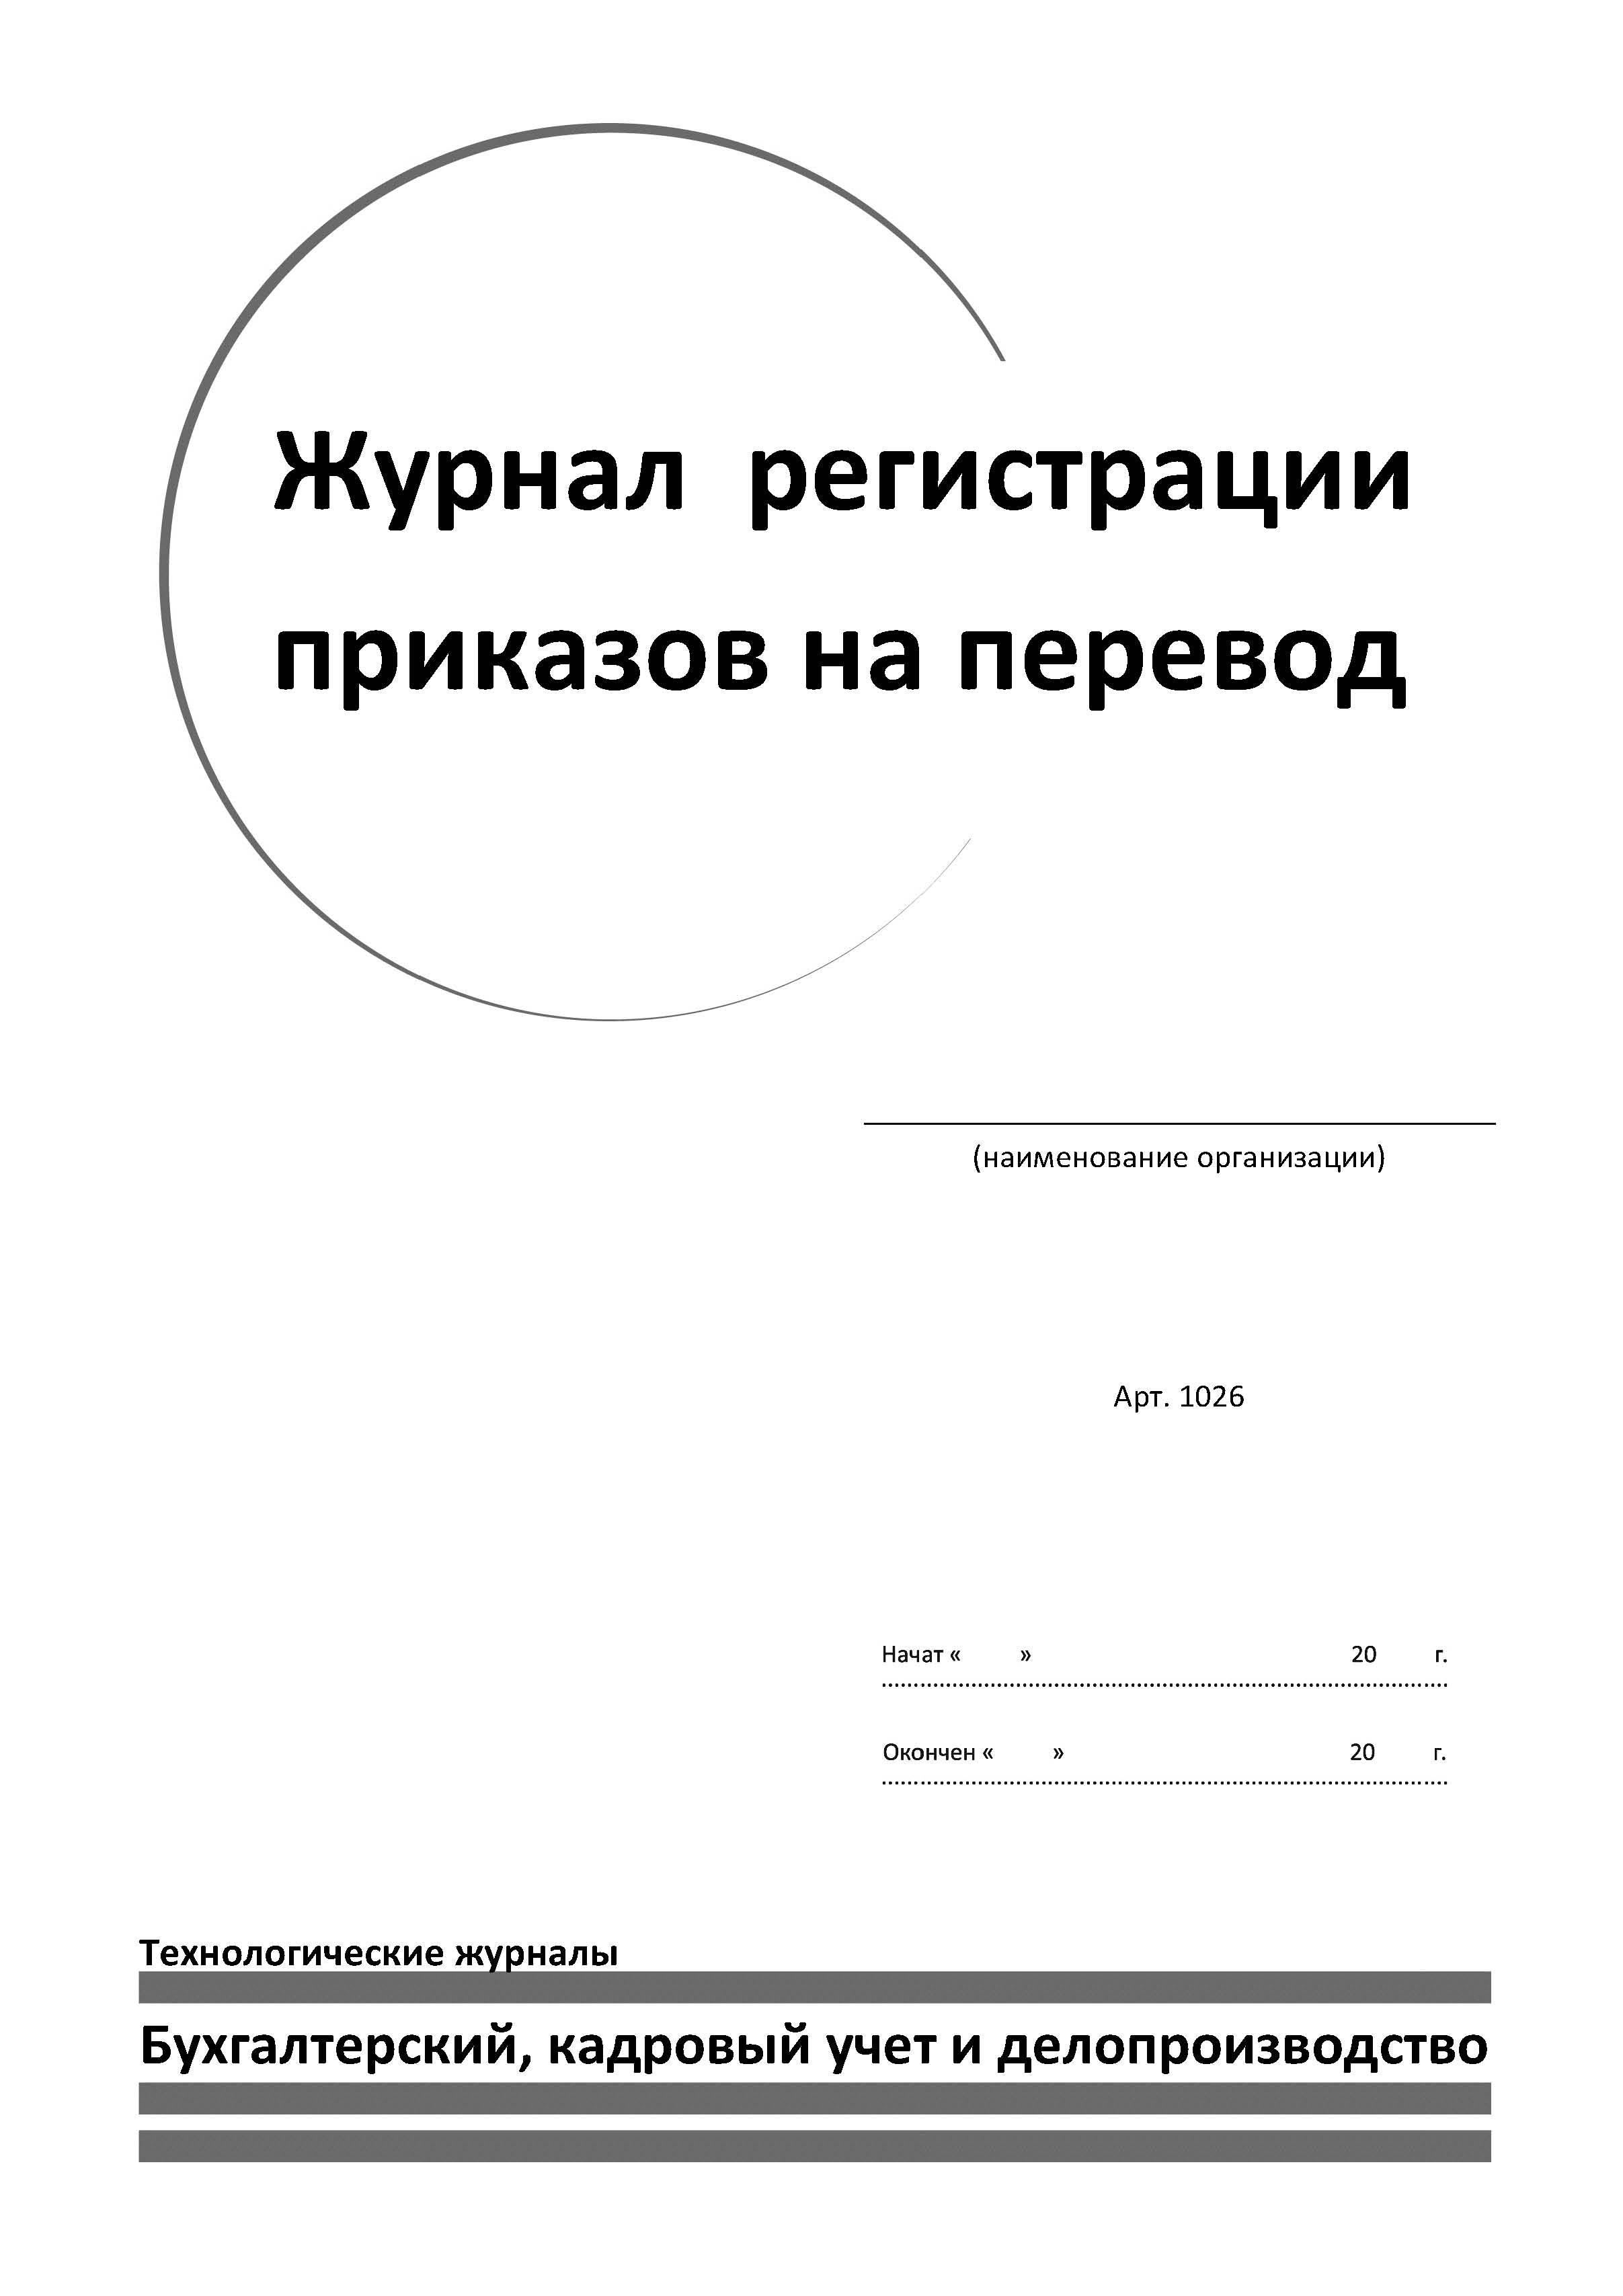 Журнал регистрации
приказов на перевод
(наименование организации)
Арт. 1026
Начат « » 20 г.
Окончен « » 20 г.
Технологические журналы
Бухгалтерский, кадровый учет и делопроизводство